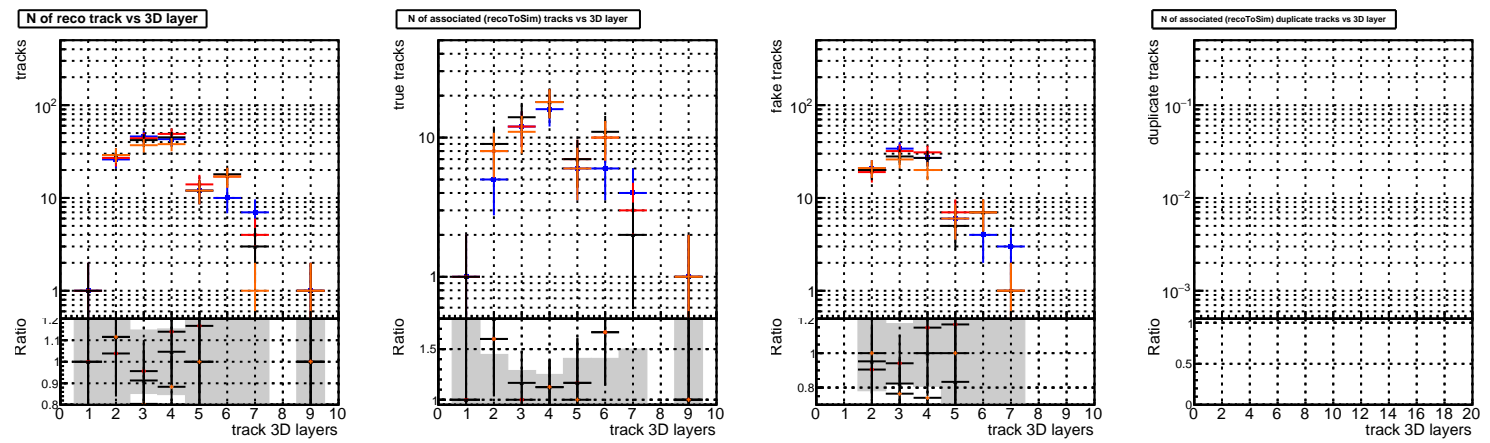 N of reco track vs 3D layer
tracks
10²
10
1
Ratio
1.2
1.1
1
0.9
0.8
0 1 2 3 4 5 6 7 8 9 10
track 3D layers
N of associated (recoToSim) tracks vs 3D layer
true tracks
10
1
Ratio
1.5
1
0 1 2 3 4 5 6 7 8 9 10
track 3D layers
fake tracks
10²
10
1
Ratio
1.2
1
0.8
0 1 2 3 4 5 6 7 8 9 10
track 3D layers
N of associated (recoToSim) duplicate tracks vs 3D layer
duplicate tracks
10⁻¹
10⁻²
10⁻³
Ratio
1
0.5
0
0 2 4 6 8 10 12 14 16 18 20
track 3D layers